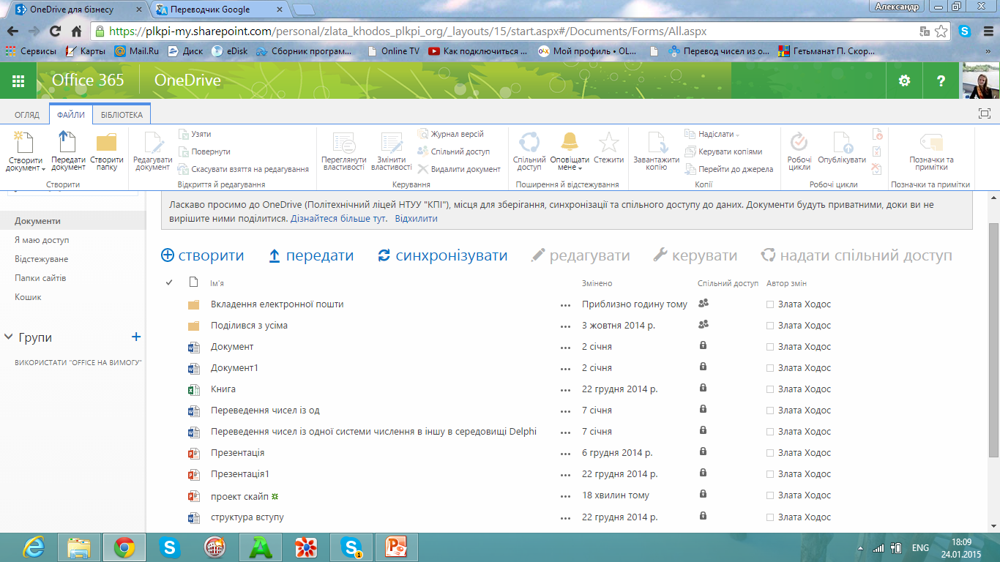 OneDrive для бізнесу
Переводчик Google
Александр
https://plkpi-my.sharepoint.com/personal/zlata_khodos_plkpi_org/_layouts/15/start.aspx#/Documents/Forms/All.aspx
Сервисы Карты Mail.Ru Диск eDisk Сборник програм... Online TV Как подключиться ... Мой профиль • OL... Перевод чисел из о... Гетьманат П. Скор... »
Office 365 OneDrive ?
ОГЛЯД ФАЙЛИ БІБЛІОТЕКА
Створити документ
Передати документ
Створити папку
Створити
Редагувати документ
Узяти
Повернути
Скасувати взяття на редагування
Відкриття й редагування
Переглянути властивості
Змінити властивості
Журнал версій
Спільний доступ
Видалити документ
Керування
Спільний доступ
Оповіщати мене
Стежити
Поширення й відстеження
Завантажити копію
Надіслати
Керувати копіями
Перейти до джерела
Копії
Робочі цикли
Опублікувати
Робочі цикли
Позначки та примітки
Позначки та примітки
Документи
Я маю доступ
Відстежуване
Папки сайтів
Кошик
Групи +
ВИКОРИСТАТИ "OFFICE НА ВИМОГУ"
Ласкаво просимо до OneDrive (Політехнічний ліцей НТУУ "КПІ"), місця для зберігання, синхронізації та спільного доступу до даних. Документи будуть приватними, доки ви не
вирішите ними поділитися. Дізнайтеся більше тут. Відхилити
створити передати синхронізувати редагувати керувати надати спільний доступ
Ім'я Змінено Спільний доступ Автор змін
Вкладення електронної пошти ... Приблизно годину тому Злата Ходос
Поділився з усіма ... 3 жовтня 2014 р. Злата Ходос
Документ ... 2 січня Злата Ходос
Документ1 ... 2 січня Злата Ходос
Книга ... 22 грудня 2014 р. Злата Ходос
Переведення чисел із од ... 7 січня Злата Ходос
Переведення чисел із одної системи числення в іншу в середовищі Delphi ... 7 січня Злата Ходос
Презентація ... 6 грудня 2014 р. Злата Ходос
Презентація1 ... 22 грудня 2014 р. Злата Ходос
проект скайп ... 18 хвилин тому Злата Ходос
структура вступу ... 22 грудня 2014 р. Злата Ходос
1
ENG
18:09
24.01.2015